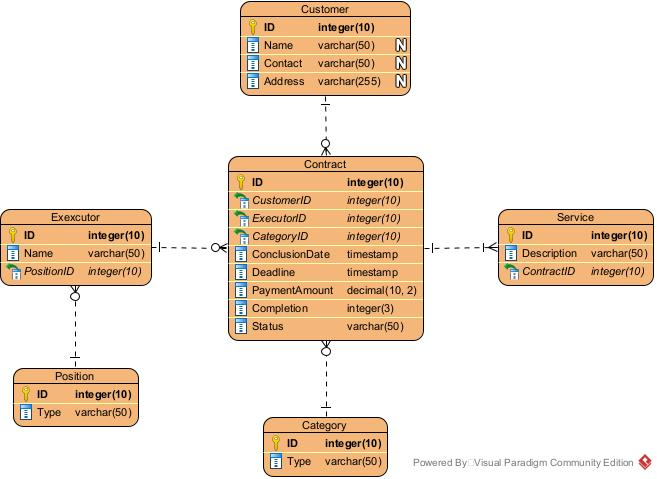 Customer
ID integer(10)
Name varchar(50) N
Contact varchar(50) N
Address varchar(255) N
Contract
ID integer(10)
CustomerID integer(10)
ExecutorID integer(10)
CategoryID integer(10)
ConclusionDate timestamp
Deadline timestamp
PaymentAmount decimal(10, 2)
Completion integer(3)
Status varchar(50)
Exexcutor
ID integer(10)
Name varchar(50)
PositionID integer(10)
Service
ID integer(10)
Description varchar(50)
ContractID integer(10)
Position
ID integer(10)
Type varchar(50)
Category
ID integer(10)
Type varchar(50)
Powered By□Visual Paradigm Community Edition